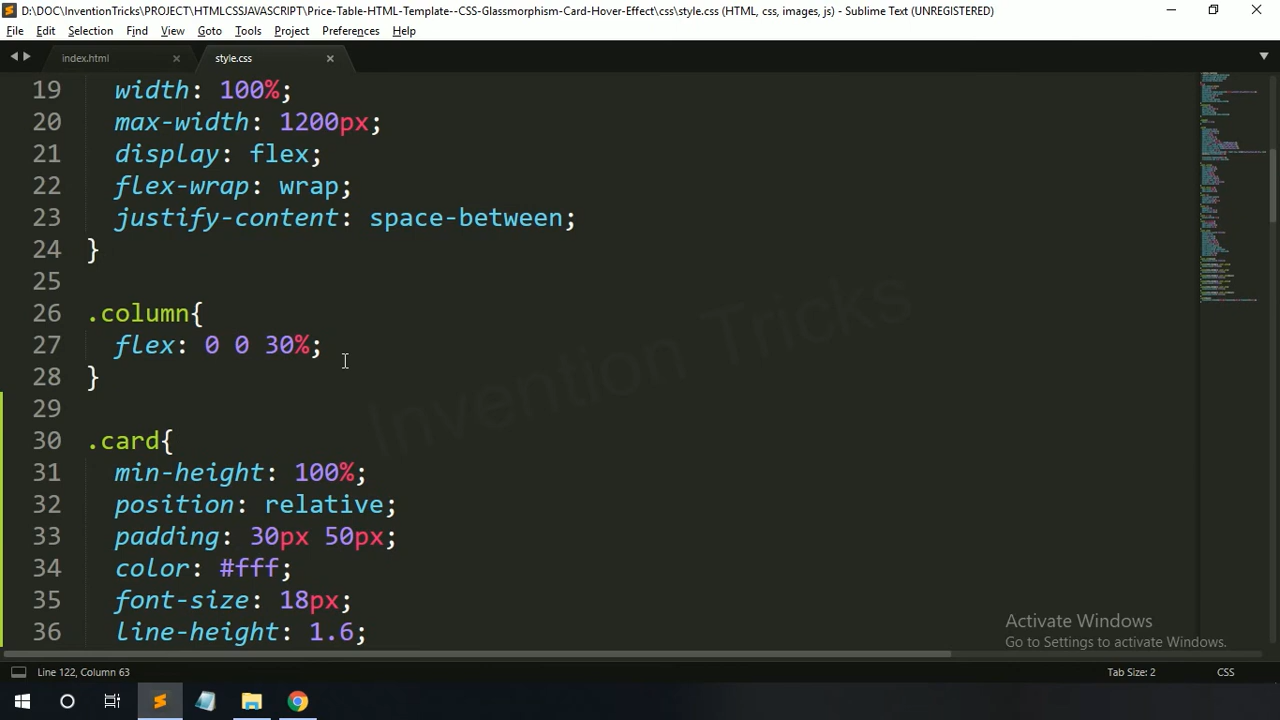 D:\DOC\InventionTricks\PROJECT\HTMLCSSJAVASCRIPT\Price-Table-HTML-Template--CSS-Glassmorphism-Card-Hover-Effect\css\style.css (HTML, css, images, js) - Sublime Text (UNREGISTERED)
File Edit Selection Find View Goto Tools Project Preferences Help
index.html style.css
19 width: 100%;
20 max-width: 1200px;
21 display: flex;
22 flex-wrap: wrap;
23 justify-content: space-between;
24 }
25
26 .column{
27 flex: 0 0 30%;
28 }
29
30 .card{
31 min-height: 100%;
32 position: relative;
33 padding: 30px 50px;
34 color: #fff;
35 font-size: 18px;
36 line-height: 1.6;
Invention Tricks
Activate Windows
Go to Settings to activate Windows.
Line 122, Column 63 Tab Size: 2 CSS